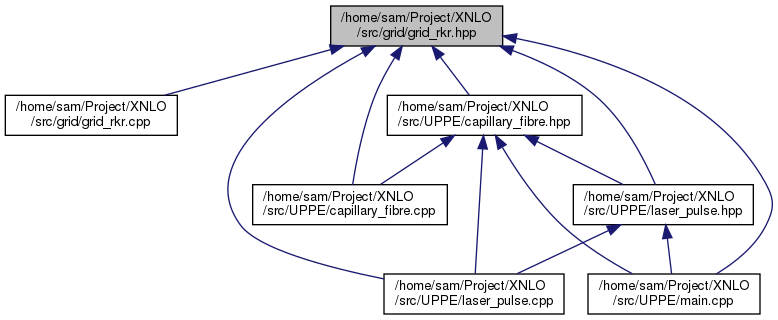 /home/sam/Project/XNLO
/src/grid/grid_rkr.hpp
/home/sam/Project/XNLO
/src/grid/grid_rkr.cpp
/home/sam/Project/XNLO
/src/UPPE/capillary_fibre.hpp
/home/sam/Project/XNLO
/src/UPPE/capillary_fibre.cpp
/home/sam/Project/XNLO
/src/UPPE/laser_pulse.hpp
/home/sam/Project/XNLO
/src/UPPE/laser_pulse.cpp
/home/sam/Project/XNLO
/src/UPPE/main.cpp